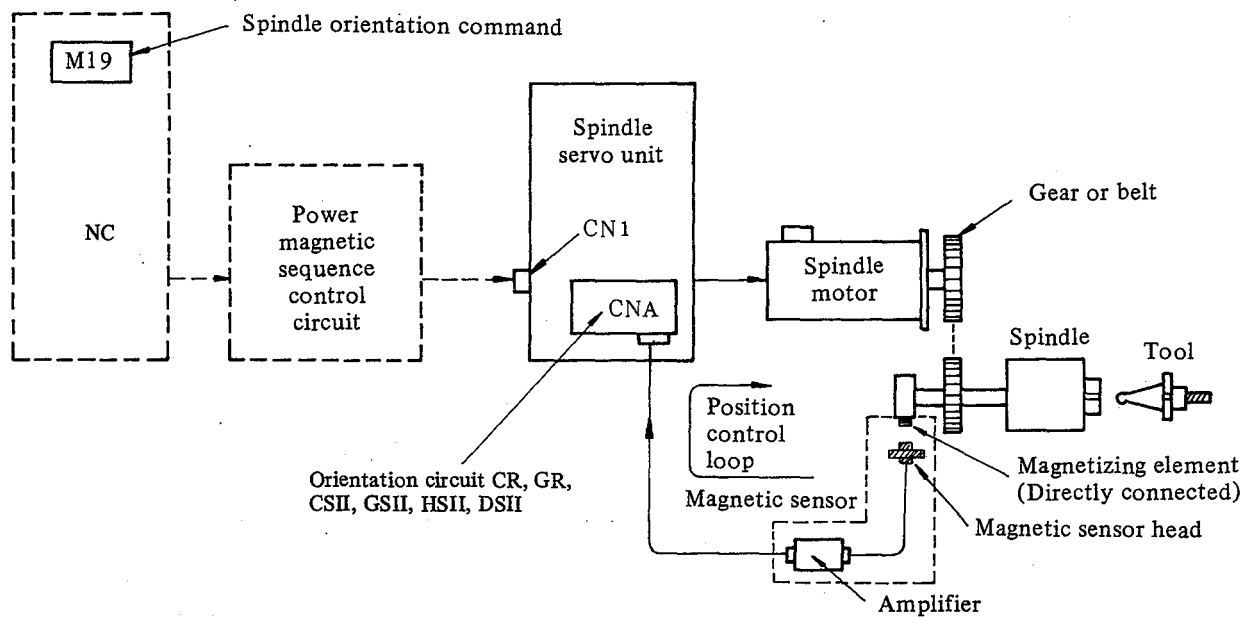 Spindle orientation command
M19
NC
Power
magnetic
sequence
control
circuit
Spindle
servo unit
CN1
CNA
Spindle
motor
Gear or belt
Spindle
Tool
Position
control
loop
Orientation circuit CR, GR,
CSII, GSII, HSII, DSII
Magnetic sensor
Magnetizing element
(Directly connected)
Magnetic sensor head
Amplifier